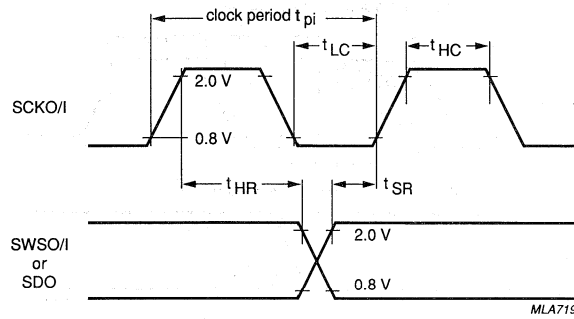 clock period t pi
t LC
t HC
SCKO/I
2.0 V
0.8 V
t HR
t SR
SWSO/I
or
SDO
2.0 V
0.8 V
MLA719